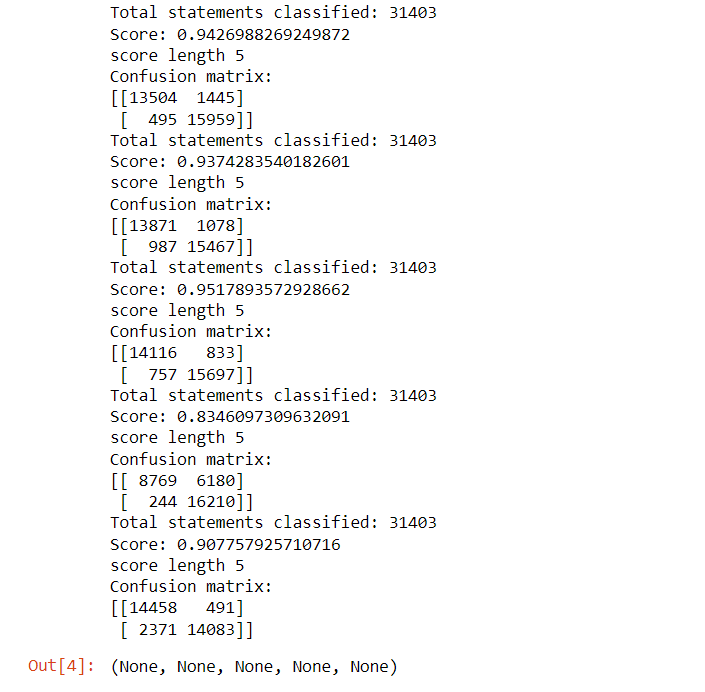 Total statements classified: 31403
Score: 0.9426988269249872
score length 5
Confusion matrix:
[[13504  1445]
 [  495 15959]]
Total statements classified: 31403
Score: 0.9374283540182601
score length 5
Confusion matrix:
[[13871  1078]
 [  987 15467]]
Total statements classified: 31403
Score: 0.9517893572928662
score length 5
Confusion matrix:
[[14116   833]
 [  757 15697]]
Total statements classified: 31403
Score: 0.8346097309632091
score length 5
Confusion matrix:
[[ 8769  6180]
 [  244 16210]]
Total statements classified: 31403
Score: 0.907757925710716
score length 5
Confusion matrix:
[[14458   491]
 [ 2371 14083]]
Out[4]: (None, None, None, None, None)